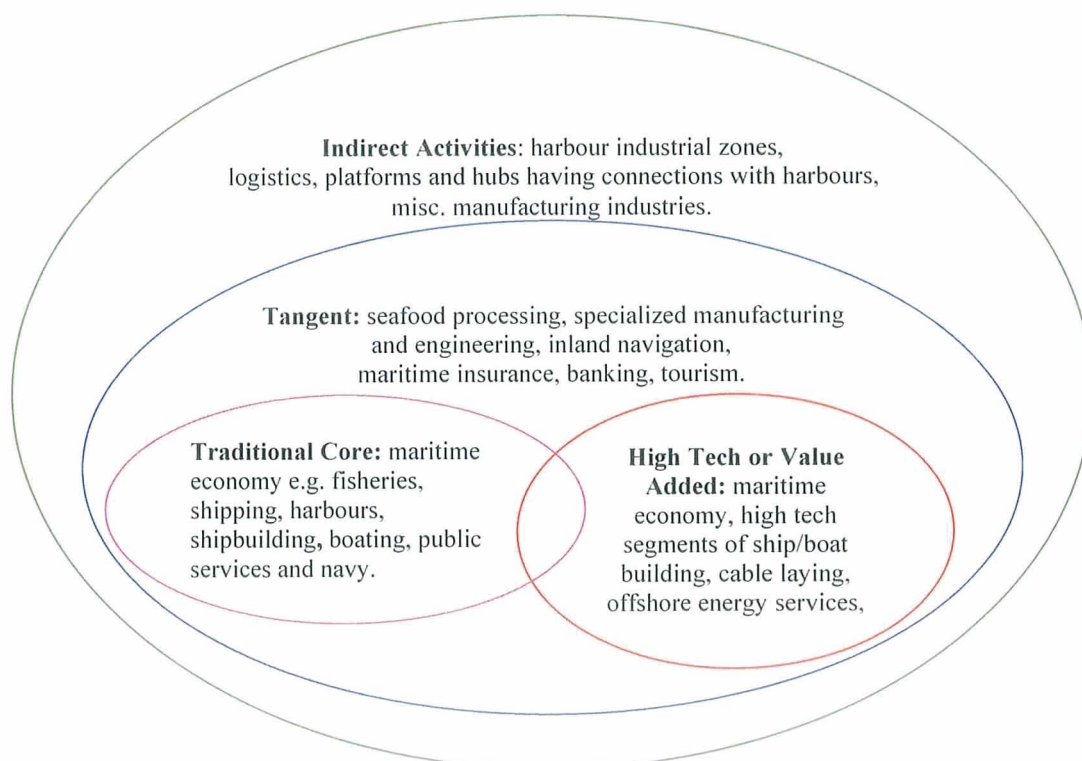 Indirect Activities: harbour industrial zones,
logistics, platforms and hubs having connections with harbours,
misc. manufacturing industries.
Tangent: seafood processing, specialized manufacturing
and engineering, inland navigation,
maritime insurance, banking, tourism.
Traditional Core: maritime
economy e.g. fisheries,
shipping, harbours,
shipbuilding, boating, public
services and navy.
High Tech or Value
Added: maritime
economy, high tech
segments of ship/boat
building, cable laying,
offshore energy services,